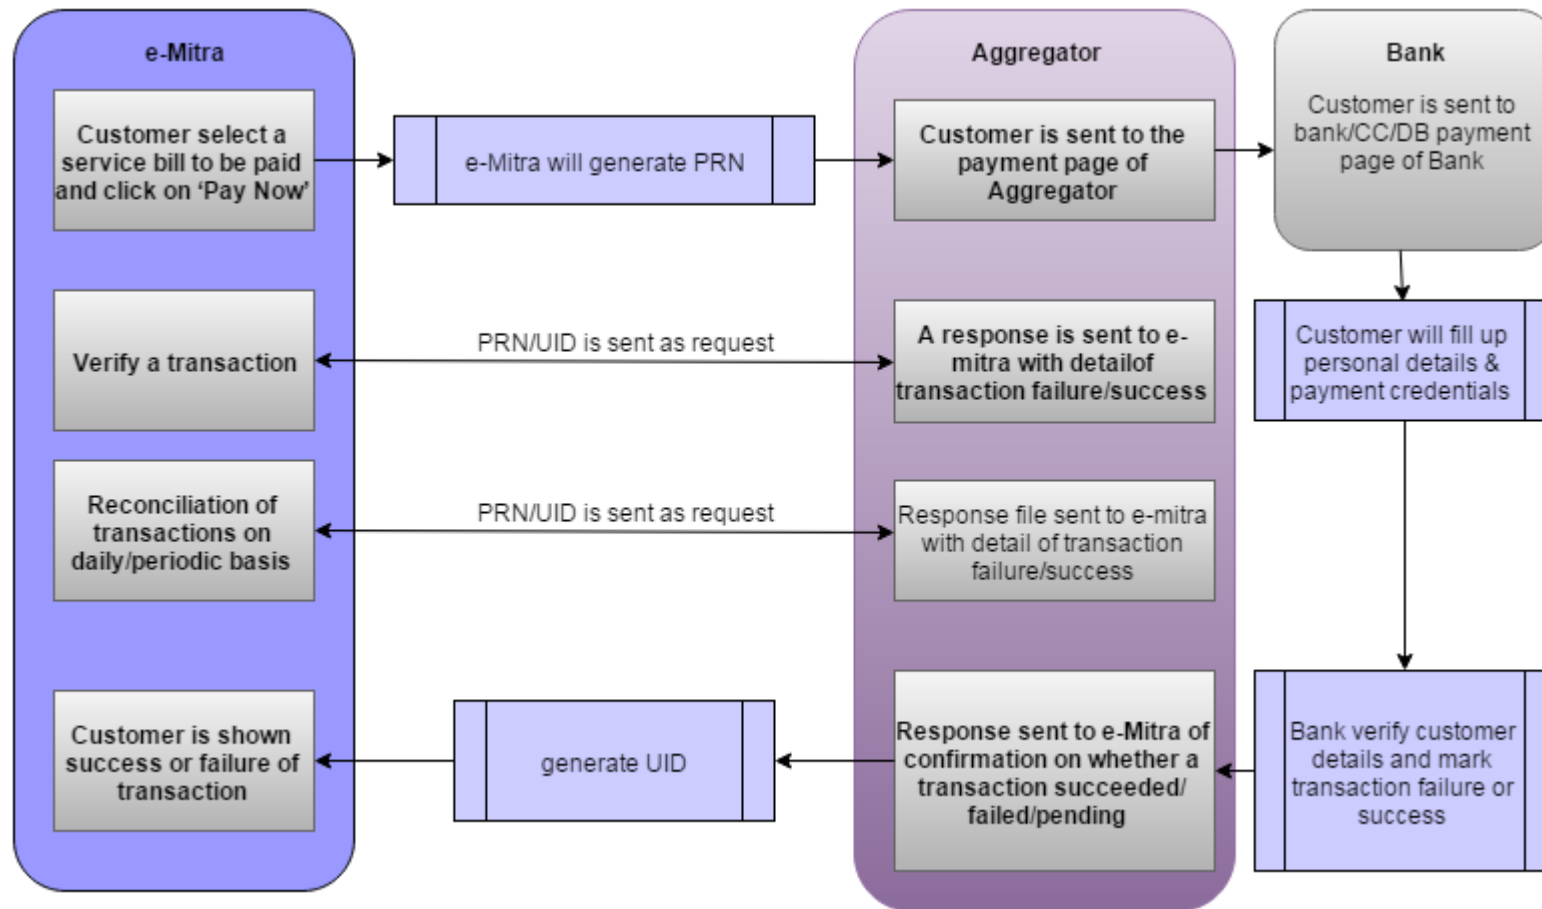 e-Mitra
Customer select a
service bill to be paid
and click on ‘Pay Now’
e-Mitra will generate PRN
Aggregator
Customer is sent to the
payment page of
Aggregator
Bank
Customer is sent to
bank/CC/DB payment
page of Bank
Verify a transaction
PRN/UID is sent as request
A response is sent to e-
mitra with detailof
transaction failure/success
Customer will fill up
personal details &
payment credentials
Reconciliation of
transactions on
daily/periodic basis
PRN/UID is sent as request
Response file sent to e-mitra
with detail of transaction
failure/success
Customer is shown
success or failure of
transaction
generate UID
Response sent to e-Mitra of
confirmation on whether a
transaction succeeded/
failed/pending
Bank verify customer
details and mark
transaction failure or
success